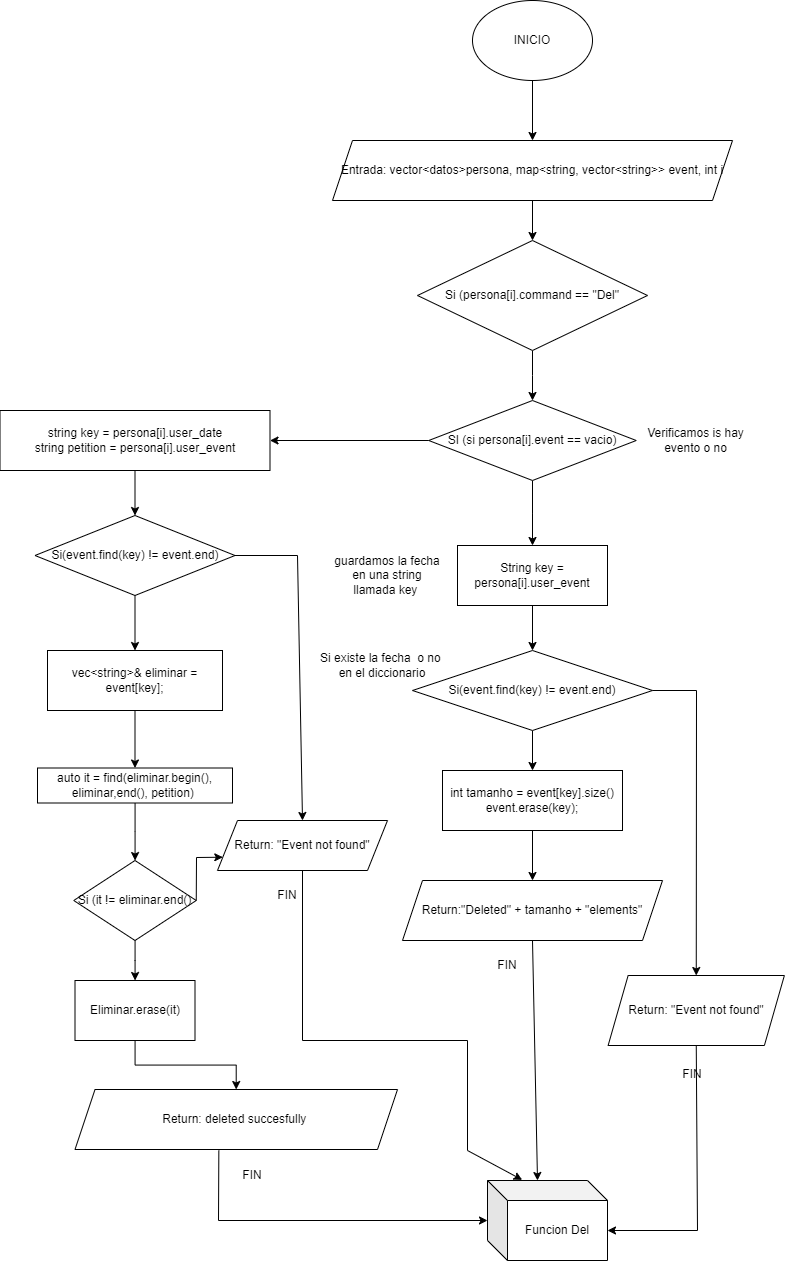 INICIO
Entrada: vector<datos>persona, map<string, vector<string>> event, int i
Si (persona[i].command == "Del"
SI (si persona[i].event == vacio)
Verificamos is hay
evento o no
string key = persona[i].user_date
string petition = persona[i].user_event
Si(event.find(key) != event.end)
guardamos la fecha
en una string
llamada key
String key =
persona[i].user_event
Si existe la fecha o no
en el diccionario
Si(event.find(key) != event.end)
vec<string>& eliminar =
event[key];
auto it = find(eliminar.begin(),
eliminar,end(), petition)
int tamanho = event[key].size()
event.erase(key);
Return: "Event not found"
FIN
Si (it != eliminar.end()
Return:"Deleted" + tamanho + "elements"
FIN
Eliminar.erase(it)
Return: "Event not found"
FIN
Return: deleted succesfully
FIN
Funcion Del